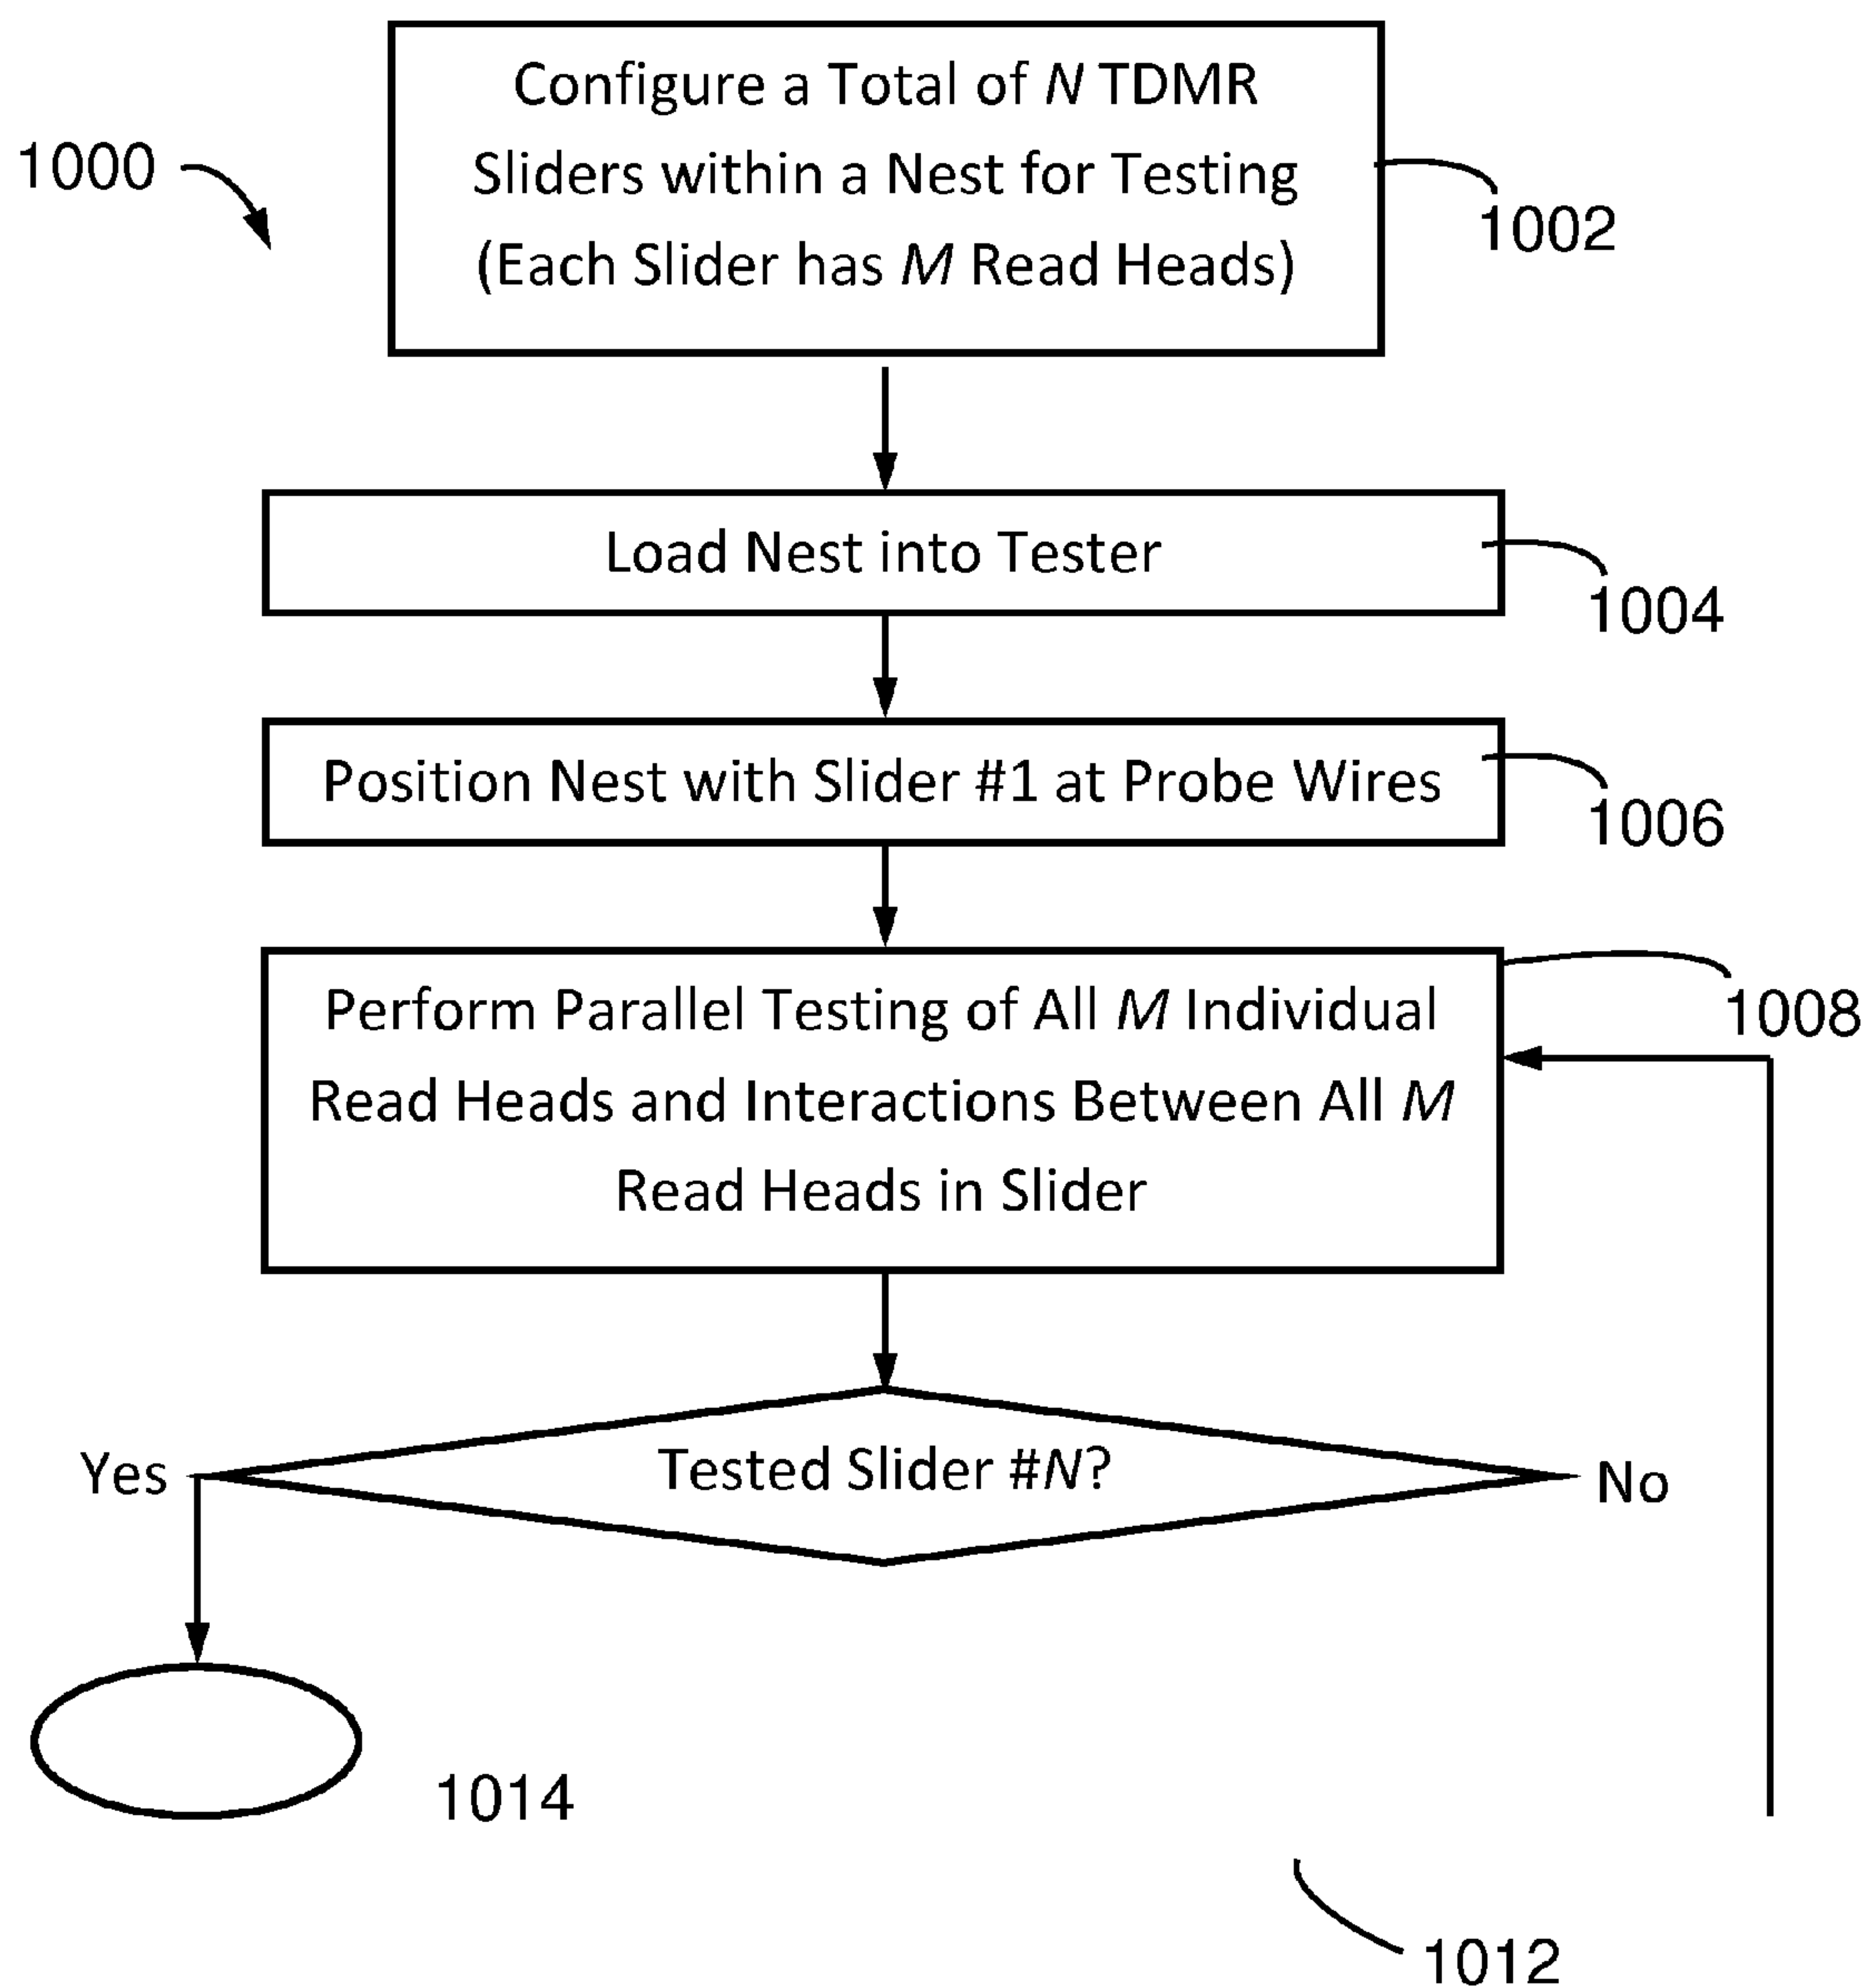 1000
Configure a Total of N TDMR
Sliders within a Nest for Testing
(Each Slider has M Read Heads)
1002
Load Nest into Tester
1004
Position Nest with Slider #1 at Probe Wires
1006
Perform Parallel Testing of All M Individual
Read Heads and Interactions Between All M
Read Heads in Slider
1008
Tested Slider #N?
Yes
No
1014
1012